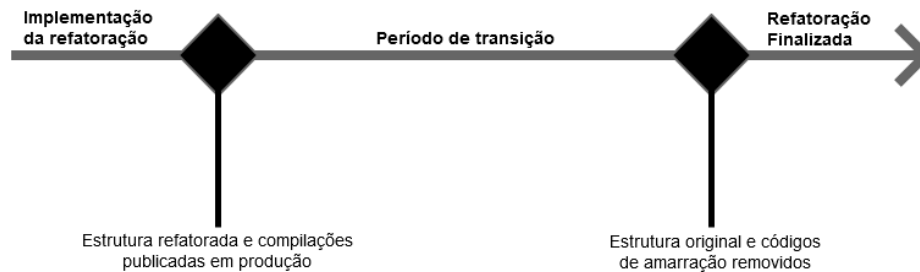 Implementação
da refatoração
Período de transição
Refatoração
Finalizada
Estrutura refatorada e compilações
publicadas em produção
Estrutura original e códigos
de amarração removidos